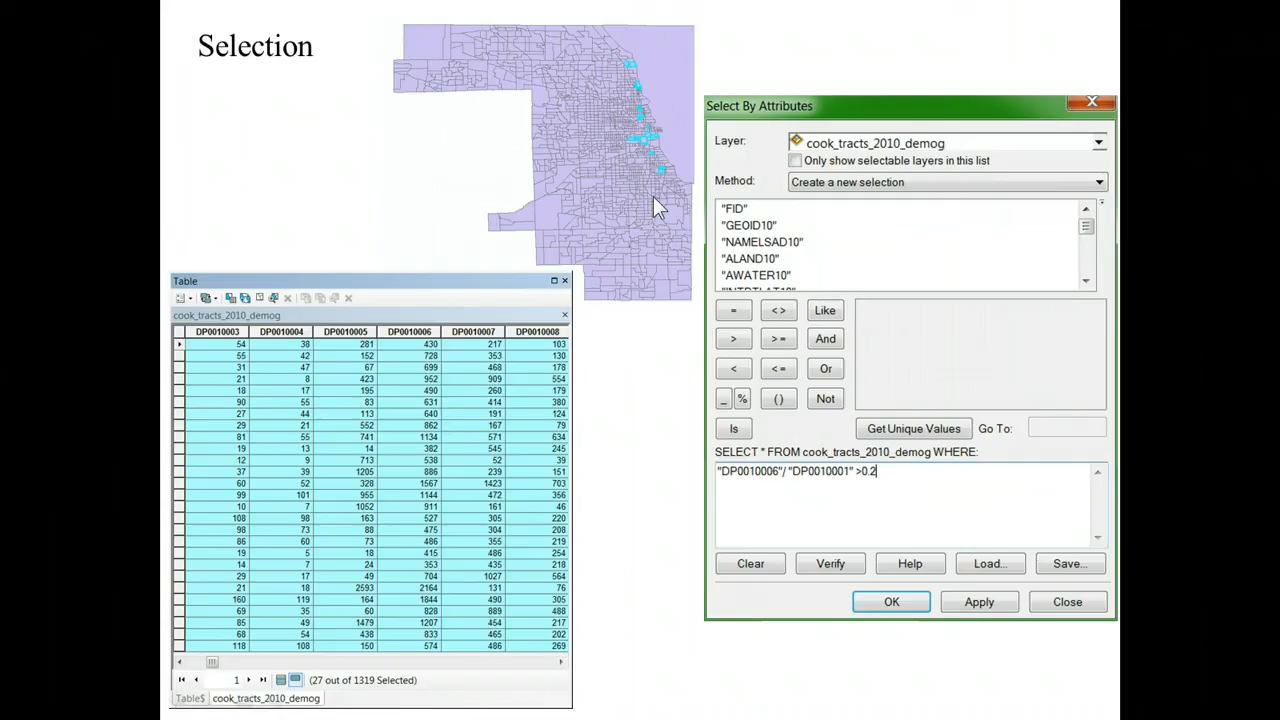 Selection
Select By Attributes
Layer:
cook_tracts_2010_demog
Only show selectable layers in this list
Method:
Create a new selection
"FID"
"GEOID10"
"NAMELSAD10"
"ALAND10"
"AWATER10"
"INTPTLAT10"
= < > Like
> > = And
< < = Or
_ % ( ) Not
Is
Get Unique Values Go To:
SELECT * FROM cook_tracts_2010_demog WHERE:
"DP0010006"/ "DP0010001" >0.2
Clear Verify Help Load... Save...
OK Apply Close
Table
cook_tracts_2010_demog
DP0010003 DP0010004 DP0010005 DP0010006 DP0010007 DP0010008
54 38 281 430 217 103
55 42 152 728 353 130
31 47 67 699 468 178
21 8 423 952 909 554
18 17 195 490 260 179
90 55 83 631 414 380
27 44 113 640 191 124
29 21 552 862 167 79
81 55 741 1134 571 634
19 13 14 382 545 245
12 9 713 538 52 39
37 39 1205 886 239 151
60 52 328 1567 1423 703
99 101 955 1144 472 356
10 7 1052 911 161 46
108 98 163 527 305 220
98 73 88 475 304 208
86 60 73 486 355 219
19 5 18 415 486 254
14 7 24 353 435 218
29 17 49 704 1027 564
21 18 2593 2164 131 76
160 119 164 1844 490 305
69 35 60 828 889 488
85 49 1479 1207 454 217
68 54 438 833 465 202
118 108 150 574 486 269
1 (27 out of 1319 Selected)
Table$ cook_tracts_2010_demog